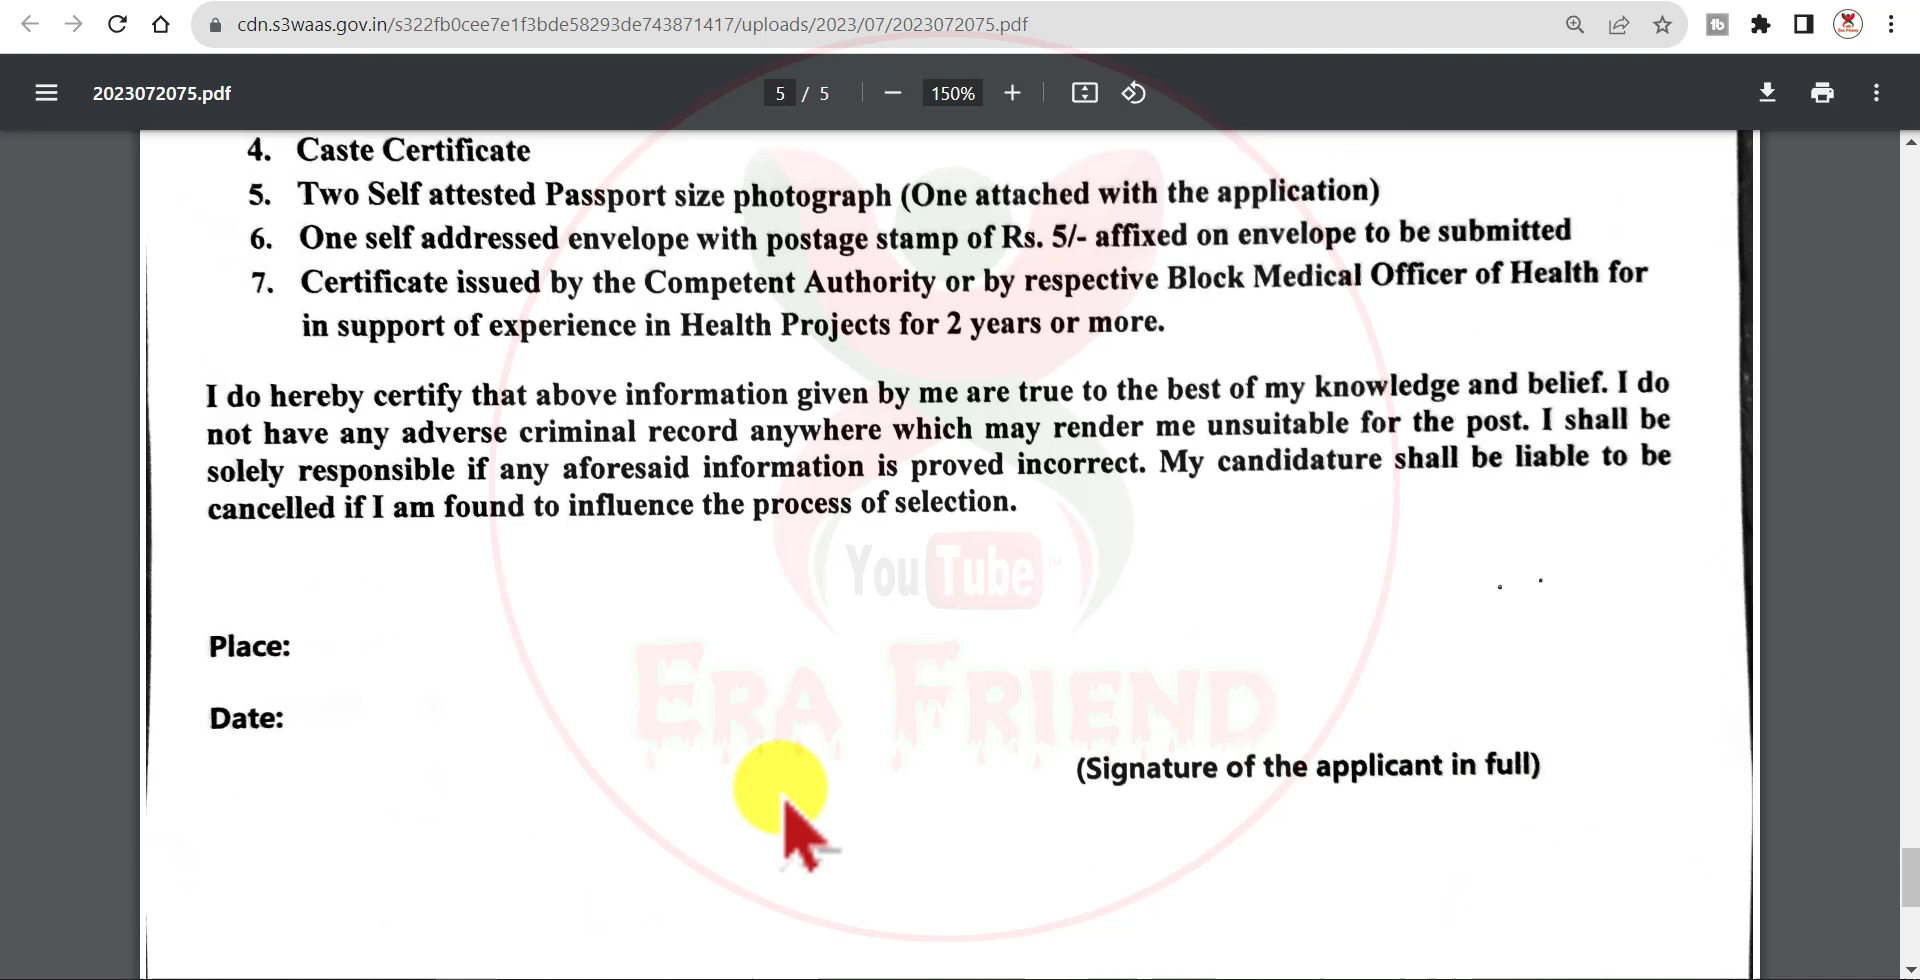 cdn.s3waas.gov.in/s322fb0cee7e1f3bde58293de743871417/uploads/2023/07/2023072075.pdf
2023072075.pdf
5 / 5
150%
4. Caste Certificate
5. Two Self attested Passport size photograph (One attached with the application)
6. One self addressed envelope with postage stamp of Rs. 5/- affixed on envelope to be submitted
7. Certificate issued by the Competent Authority or by respective Block Medical Officer of Health for
in support of experience in Health Projects for 2 years or more.
I do hereby certify that above information given by me are true to the best of my knowledge and belief. I do
not have any adverse criminal record anywhere which may render me unsuitable for the post. I shall be
solely responsible if any aforesaid information is proved incorrect. My candidature shall be liable to be
cancelled if I am found to influence the process of selection.
YouTube™
Place:
ERA FRIEND
Date:
(Signature of the applicant in full)